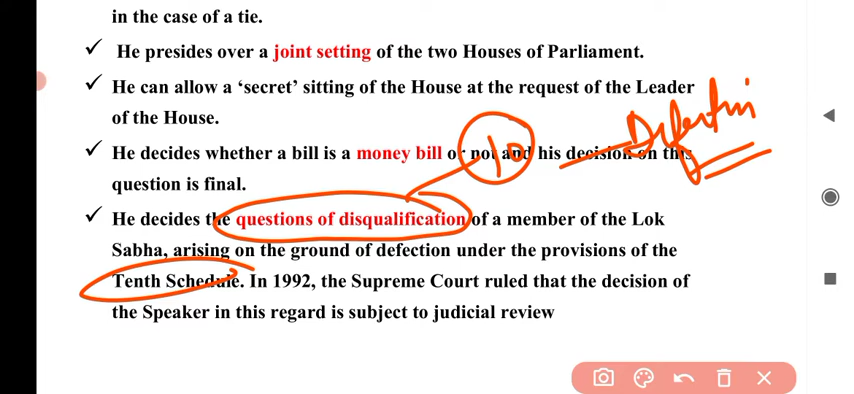 in the case of a tie.
✓ He presides over a joint setting of the two Houses of Parliament.
✓ He can allow a ‘secret’ sitting of the House at the request of the Leader
of the House.
✓ He decides whether a bill is a money bill or not and his decision on this
question is final.
10
Defection
✓ He decides the questions of disqualification of a member of the Lok
Sabha, arising on the ground of defection under the provisions of the
Tenth Schedule. In 1992, the Supreme Court ruled that the decision of
the Speaker in this regard is subject to judicial review